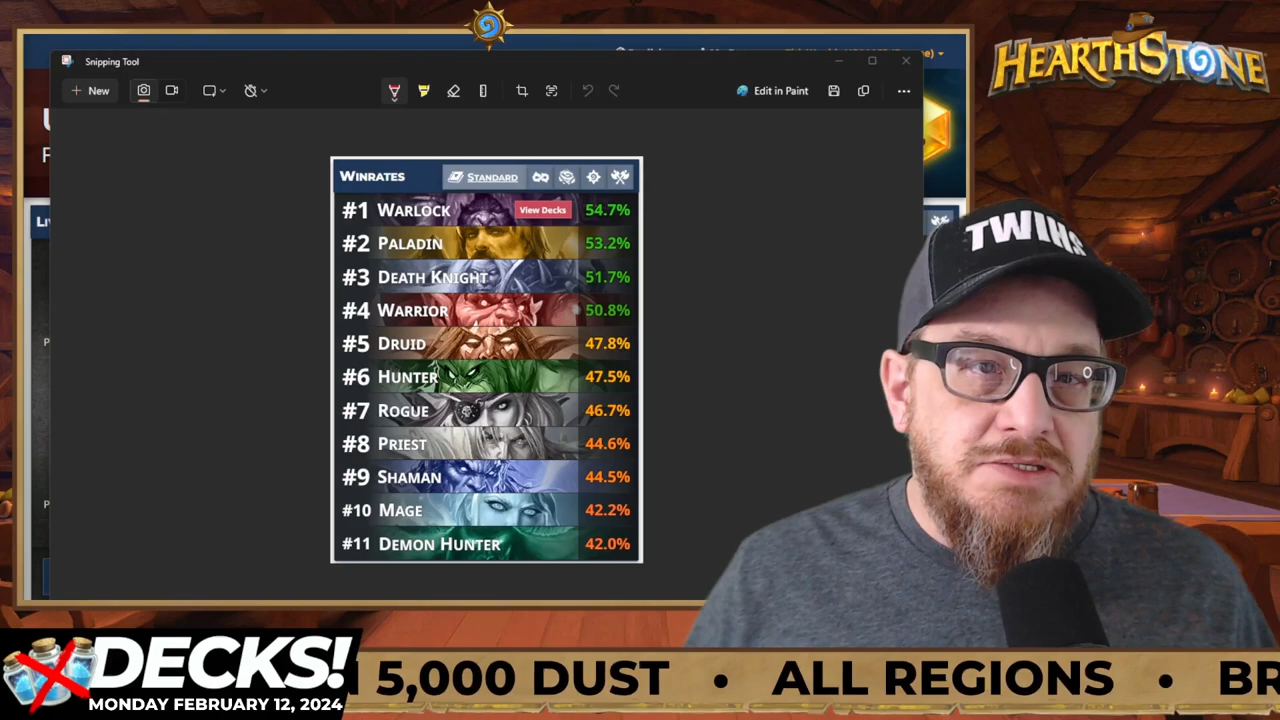 HEARTHSTONE
Snipping Tool
New
Edit in Paint
WINRATES
STANDARD
#1 WARLOCK View Decks 54.7%
#2 PALADIN 53.2%
#3 DEATH KNIGHT 51.7%
#4 WARRIOR 50.8%
#5 DRUID 47.8%
#6 HUNTER 47.5%
#7 ROGUE 46.7%
#8 PRIEST 44.6%
#9 SHAMAN 44.5%
#10 MAGE 42.2%
#11 DEMON HUNTER 42.0%
TWINS
DECKS!
MONDAY FEBRUARY 12, 2024
5,000 DUST • ALL REGIONS • BR